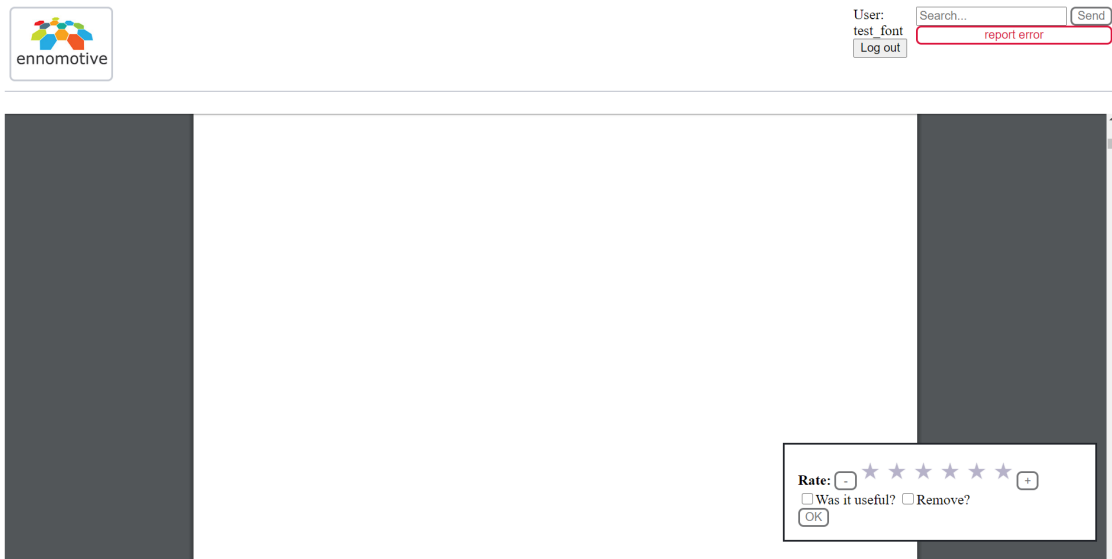 ennomotive
User:
test_font
Log out
Search...
Send
report error
Rate: - +
Was it useful? Remove?
OK